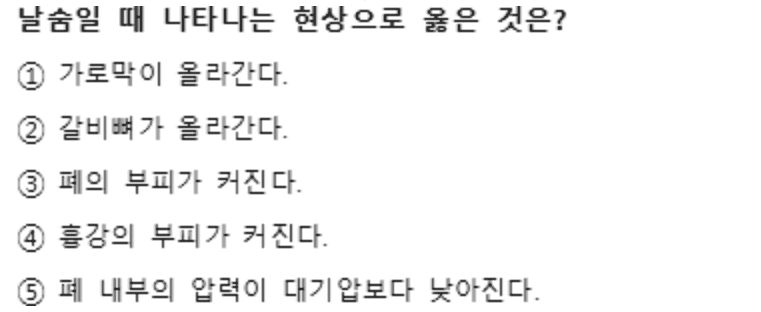 날숨일 때 나타나는 현상으로 옳은 것은?
① 가로막이 올라간다.
② 갈비뼈가 올라간다.
③ 폐의 부피가 커진다.
④ 흉강의 부피가 커진다.
⑤ 폐 내부의 압력이 대기압보다 낮아진다.